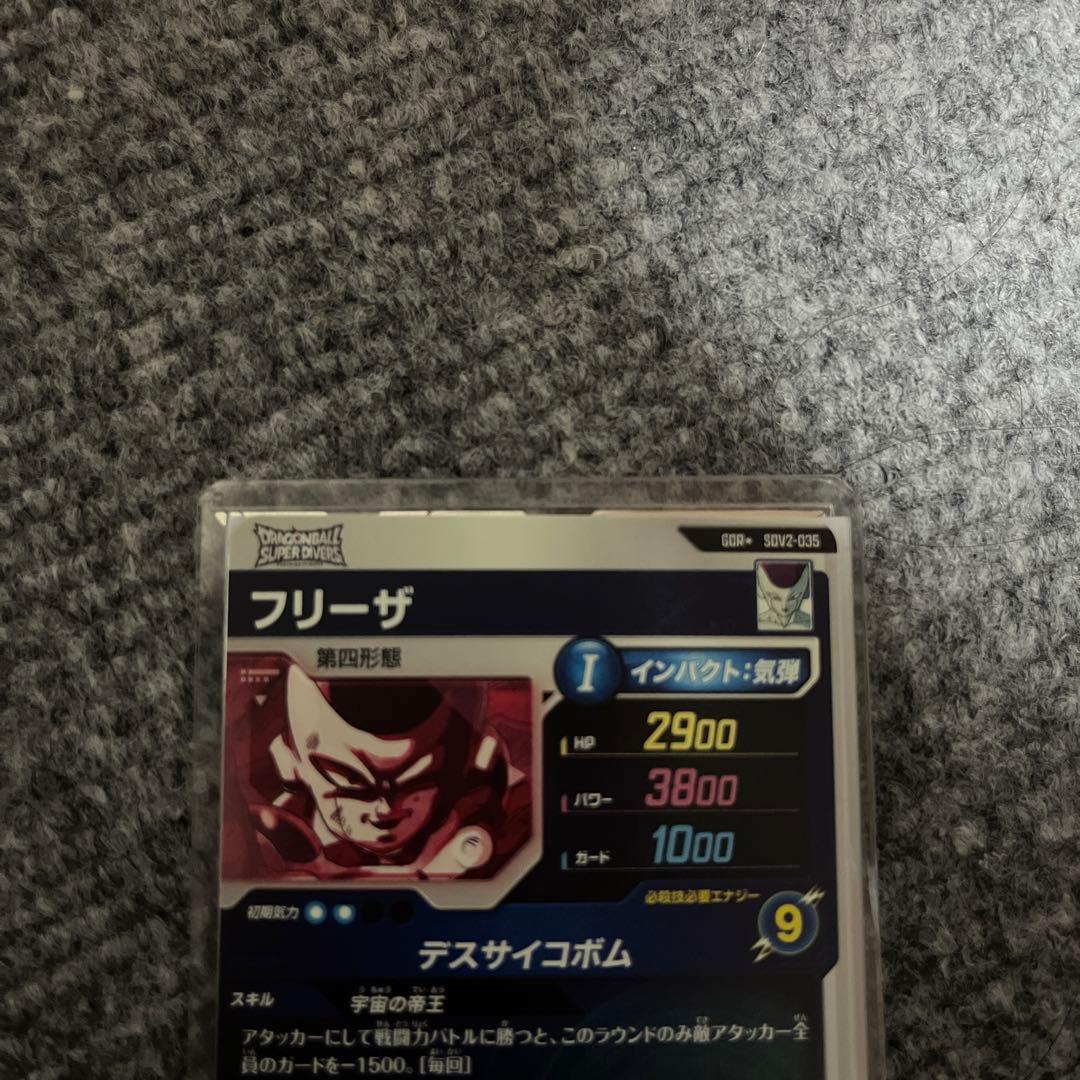 DRAGONBALL
SUPER DIVERS
GDR★ SDV2-035
フリーザ
第四形態
I インパクト:気弾
HP 2900
パワー 3800
ガード 1000
初期気力
必殺技必要エナジー
9
デスサイコボム
スキル 宇宙の帝王
アタッカーにして戦闘力バトルに勝つと、このラウンドのみ敵アタッカー全
員のガードを-1500。[毎回]